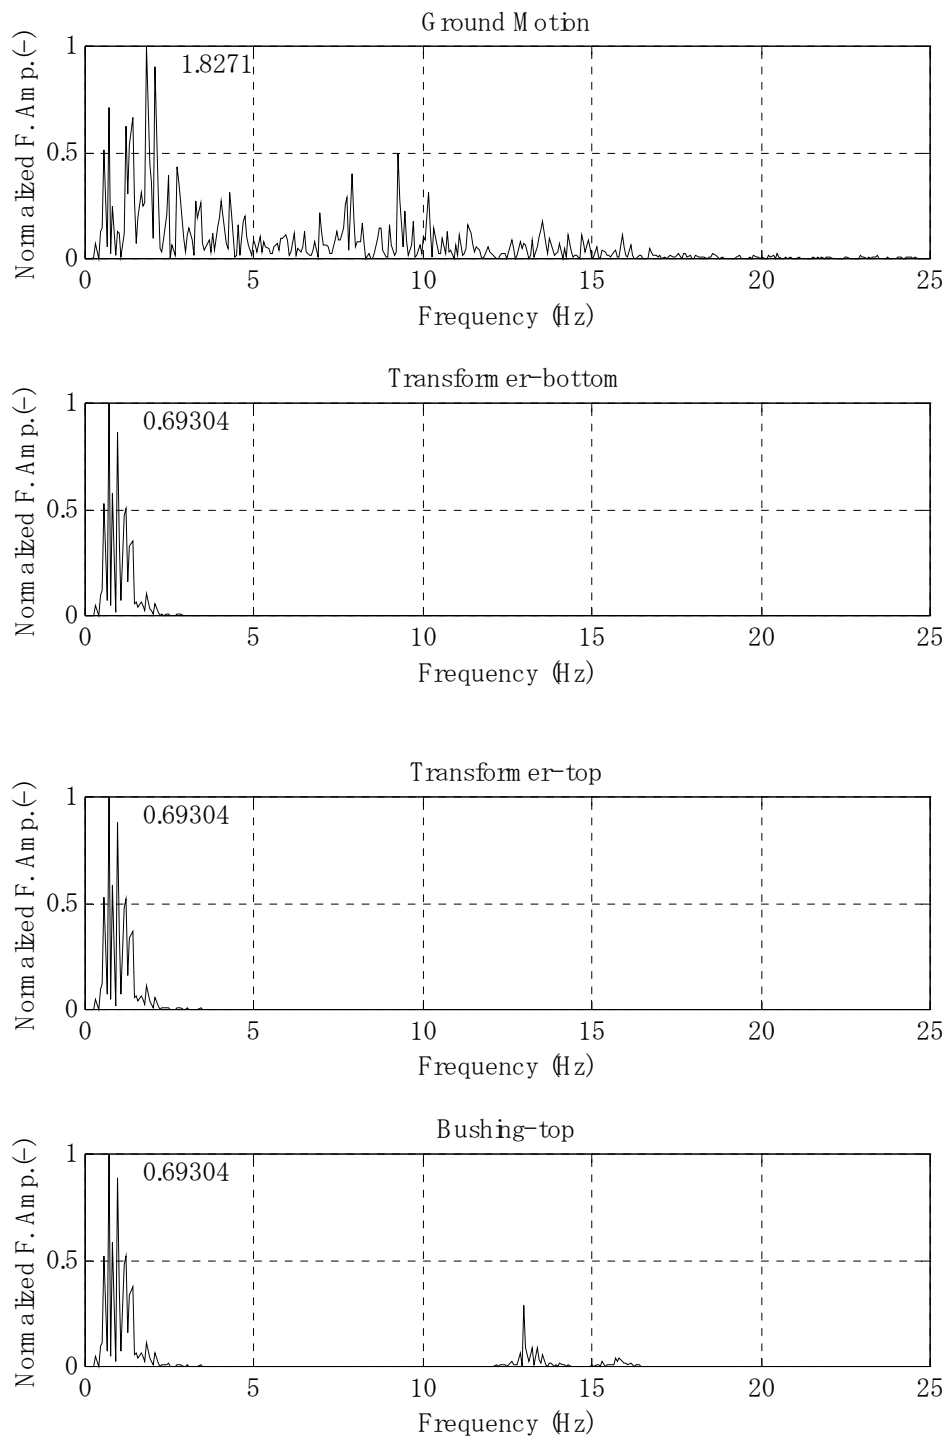 Ground Motion
Normalized F. Amp.(-)
1
0.5
0
1.8271
0 5 10 15 20 25
Frequency (Hz)
Transformer-bottom
Normalized F. Amp.(-)
1
0.5
0
0.69304
0 5 10 15 20 25
Frequency (Hz)
Transformer-top
Normalized F. Amp.(-)
1
0.5
0
0.69304
0 5 10 15 20 25
Frequency (Hz)
Bushing-top
Normalized F. Amp.(-)
1
0.5
0
0.69304
0 5 10 15 20 25
Frequency (Hz)